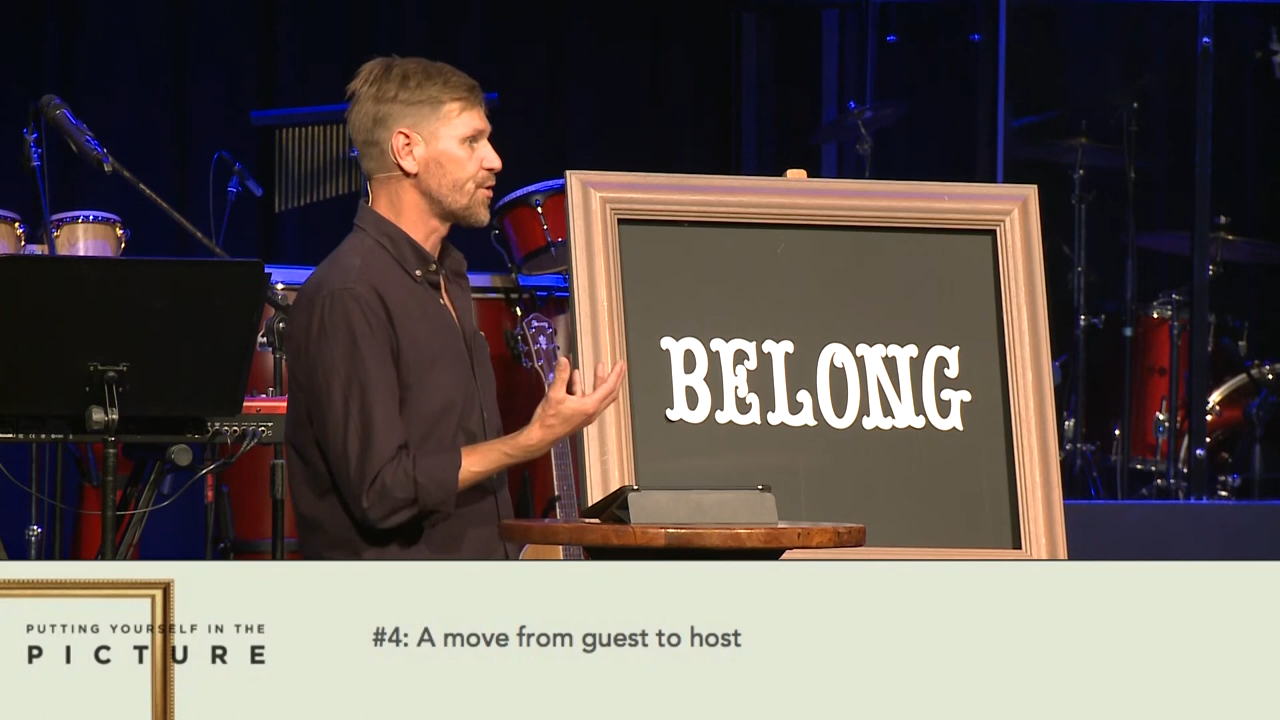 BELONG
PUTTING YOURSELF IN THE
PICTURE
#4: A move from guest to host